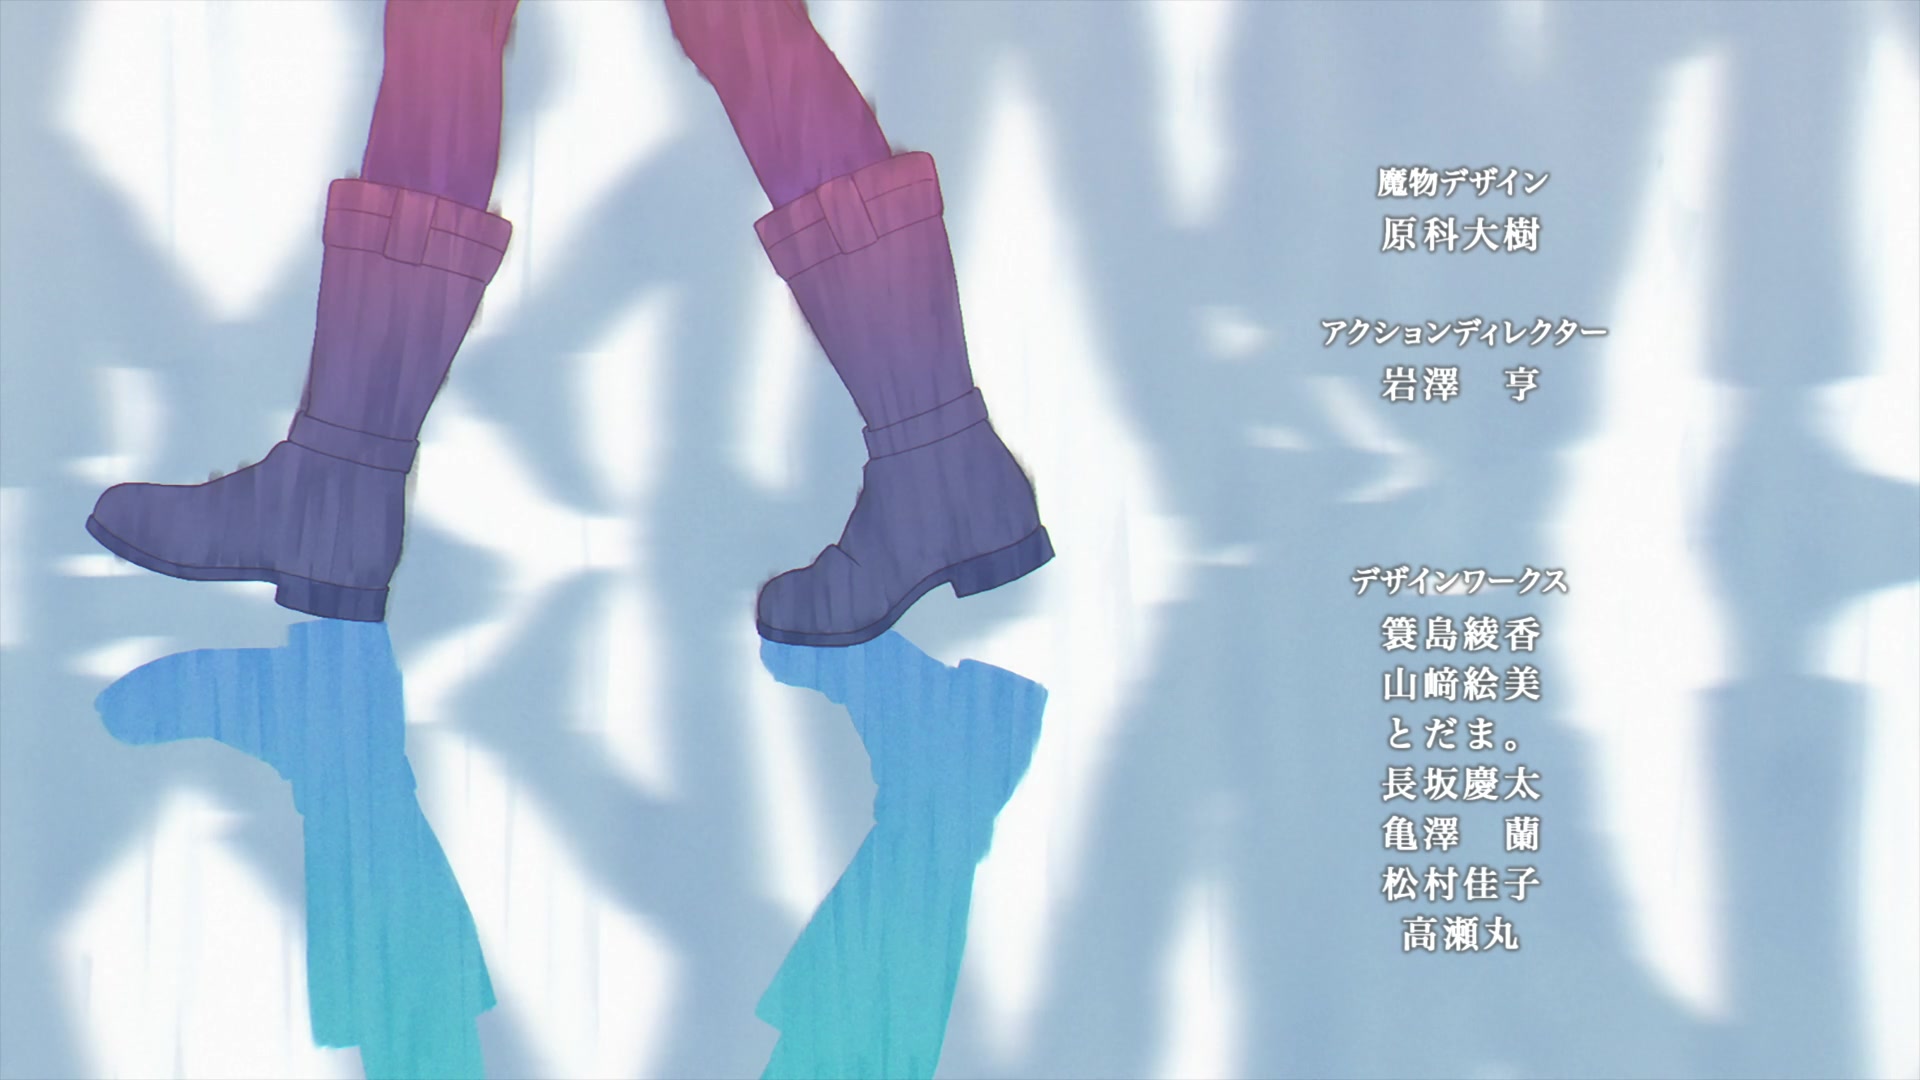 魔物デザイン
原科大樹
アクションディレクター
岩澤　亨
デザインワークス
簑島綾香
山﨑絵美
とだま。
長坂慶太
亀澤　蘭
松村佳子
高瀬丸